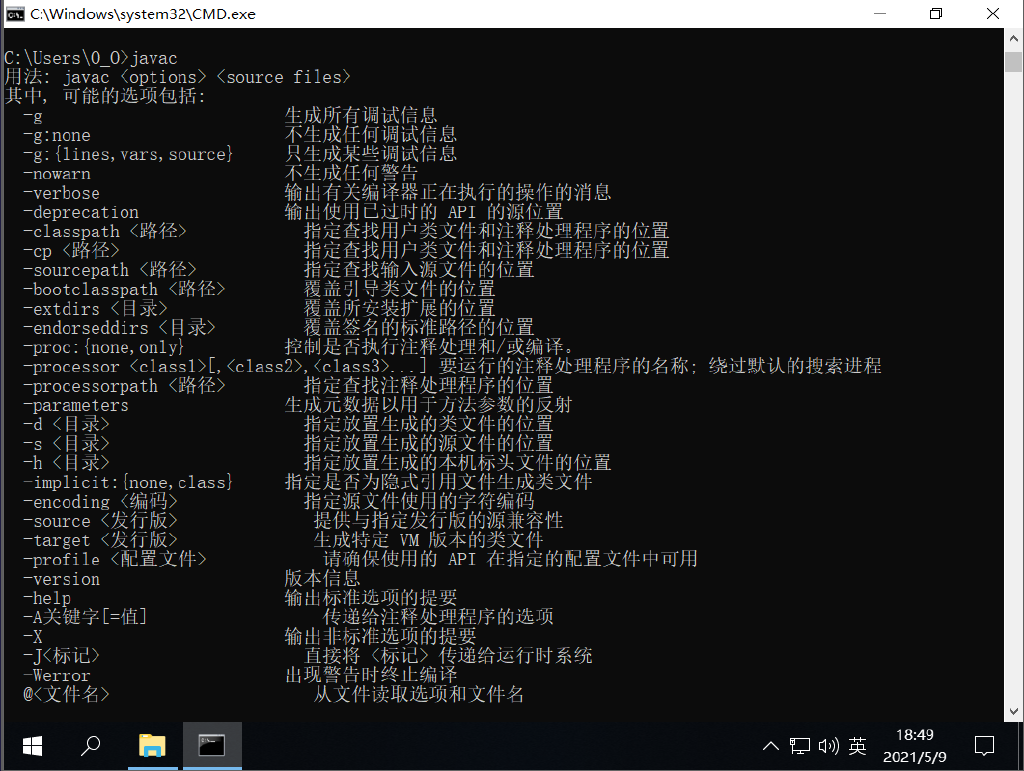 C:\Windows\system32\CMD.exe
C:\Users\0_O>javac
用法: javac <options> <source files>
其中, 可能的选项包括:
-g 生成所有调试信息
-g:none 不生成任何调试信息
-g:{lines,vars,source} 只生成某些调试信息
-nowarn 不生成任何警告
-verbose 输出有关编译器正在执行的操作的消息
-deprecation 输出使用已过时的 API 的源位置
-classpath <路径> 指定查找用户类文件和注释处理程序的位置
-cp <路径> 指定查找用户类文件和注释处理程序的位置
-sourcepath <路径> 指定查找输入源文件的位置
-bootclasspath <路径> 覆盖引导类文件的位置
-extdirs <目录> 覆盖所安装扩展的位置
-endorseddirs <目录> 覆盖签名的标准路径的位置
-proc:{none,only} 控制是否执行注释处理和/或编译。
-processor <class1>[,<class2>,<class3>...] 要运行的注释处理程序的名称; 绕过默认的搜索进程
-processorpath <路径> 指定查找注释处理程序的位置
-parameters 生成元数据以用于方法参数的反射
-d <目录> 指定放置生成的类文件的位置
-s <目录> 指定放置生成的源文件的位置
-h <目录> 指定放置生成的本机标头文件的位置
-implicit:{none,class} 指定是否为隐式引用文件生成类文件
-encoding <编码> 指定源文件使用的字符编码
-source <发行版> 提供与指定发行版的源兼容性
-target <发行版> 生成特定 VM 版本的类文件
-profile <配置文件> 请确保使用的 API 在指定的配置文件中可用
-version 版本信息
-help 输出标准选项的提要
-A关键字[=值] 传递给注释处理程序的选项
-X 输出非标准选项的提要
-J<标记> 直接将 <标记> 传递给运行时系统
-Werror 出现警告时终止编译
@<文件名> 从文件读取选项和文件名
英
18:49
2021/5/9